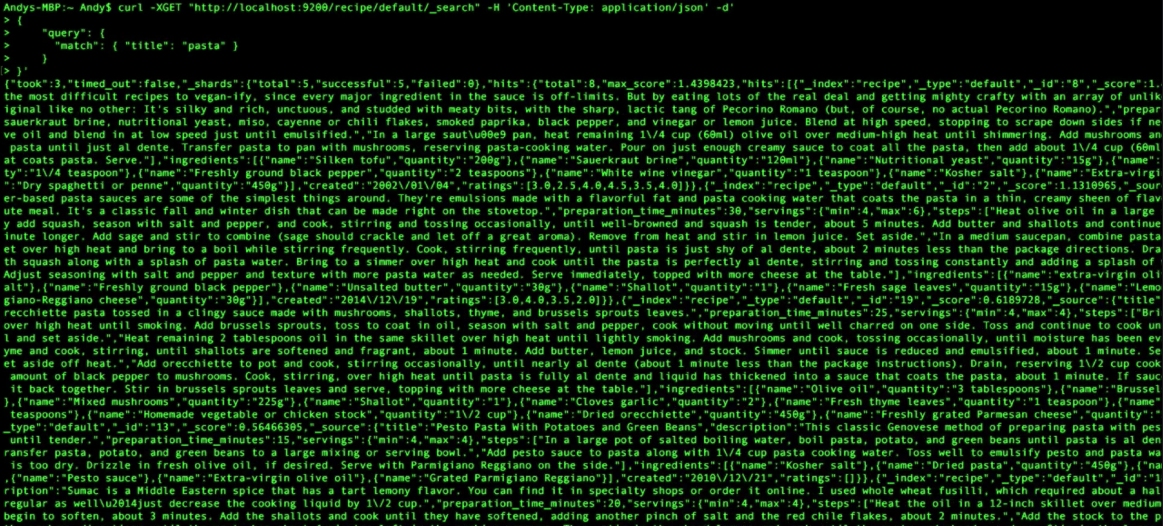 Andys-MBP:~ Andy$ curl -XGET "http://localhost:9200/recipe/default/_search" -H 'Content-Type: application/json' -d'
> {
>     "query": {
>       "match": { "title": "pasta" }
>     }
> }'
{"took":3,"timed_out":false,"_shards":{"total":5,"successful":5,"failed":0},"hits":{"total":8,"max_score":1.4398423,"hits":[{"_index":"recipe","_type":"default","_id":"8","_score":1.
the most difficult recipes to vegan-ify, since every major ingredient in the sauce is off-limits. But by eating lots of the real deal and getting mighty crafty with an array of unlik
iginal like no other: It's silky and rich, unctuous, and studded with meaty bits, with the sharp, lactic tang of Pecorino Romano (but, of course, no actual Pecorino Romano).","prepar
sauerkraut brine, nutritional yeast, miso, cayenne or chili flakes, smoked paprika, black pepper, and vinegar or lemon juice. Blend at high speed, stopping to scrape down sides if ne
ve oil and blend in at low speed just until emulsified.","In a large saut\u00e9 pan, heat remaining 1\/4 cup (60ml) olive oil over medium-high heat until shimmering. Add mushrooms an
pasta until just al dente. Transfer pasta to pan with mushrooms, reserving pasta-cooking water. Pour on just enough creamy sauce to coat all the pasta, then add about 1\/4 cup (60ml
at coats pasta. Serve."],"ingredients":[{"name":"Silken tofu","quantity":"200g"},{"name":"Sauerkraut brine","quantity":"120ml"},{"name":"Nutritional yeast","quantity":"15g"},{"name":
ty":"1\/4 teaspoon"},{"name":"Freshly ground black pepper","quantity":"2 teaspoons"},{"name":"White wine vinegar","quantity":"1 teaspoon"},{"name":"Kosher salt"},{"name":"Extra-virgi
:"Dry spaghetti or penne","quantity":"450g"}],"created":"2002\/01\/04","ratings":[3.0,2.5,4.0,4.5,3.5,4.0]}},{"_index":"recipe","_type":"default","_id":"2","_score":1.1310965,"_sour
er-based pasta sauces are some of the simplest things around. They're emulsions made with a flavorful fat and pasta cooking water that coats the pasta in a thin, creamy sheen of flav
ute meal. It's a classic fall and winter dish that can be made right on the stovetop.","preparation_time_minutes":30,"servings":{"min":4,"max":6},"steps":["Heat olive oil in a large
y add squash, season with salt and pepper, and cook, stirring and tossing occasionally, until well-browned and squash is tender, about 5 minutes. Add butter and shallots and continue
inute longer. Add sage and stir to combine (sage should crackle and let off a great aroma). Remove from heat and stir in lemon juice. Set aside.","In a medium saucepan, combine pasta
et over high heat and bring to a boil while stirring frequently. Cook, stirring frequently, until pasta is just shy of al dente, about 2 minutes less than the package directions. Dra
th squash along with a splash of pasta water. Bring to a simmer over high heat and cook until the pasta is perfectly al dente, stirring and tossing constantly and adding a splash of
Adjust seasoning with salt and pepper and texture with more pasta water as needed. Serve immediately, topped with more cheese at the table."],"ingredients":[{"name":"extra-virgin oli
alt"},{"name":"Freshly ground black pepper"},{"name":"Unsalted butter","quantity":"30g"},{"name":"Shallot","quantity":"1"},{"name":"Fresh sage leaves","quantity":"15g"},{"name":"Lemo
giano-Reggiano cheese","quantity":"30g"}],"created":"2014\/12\/19","ratings":[3.0,4.0,3.5,2.0]}},{"_index":"recipe","_type":"default","_id":"19","_score":0.6189728,"_source":{"title"
recchiette pasta tossed in a clingy sauce made with mushrooms, shallots, thyme, and brussels sprouts leaves.","preparation_time_minutes":25,"servings":{"min":4,"max":4},"steps":["Bri
over high heat until smoking. Add brussels sprouts, toss to coat in oil, season with salt and pepper, cook without moving until well charred on one side. Toss and continue to cook un
l and set aside.","Heat remaining 2 tablespoons oil in the same skillet over high heat until lightly smoking. Add mushrooms and cook, tossing occasionally, until moisture has been ev
yme and cook, stirring, until shallots are softened and fragrant, about 1 minute. Add butter, lemon juice, and stock. Simmer until sauce is reduced and emulsified, about 1 minute. Se
et aside off heat.","Add orecchiette to pot and cook, stirring occasionally, until nearly al dente (about 1 minute less than the package instructions). Drain, reserving 1\/2 cup cook
amount of black pepper to mushrooms. Cook, stirring, over high heat until pasta is fully al dente and liquid has thickened into a sauce that coats the pasta, about 1 minute. If sauc
it back together. Stir in brussels sprouts leaves and serve, topping with more cheese at the table."],"ingredients":[{"name":"Olive oil","quantity":"3 tablespoons"},{"name":"Brussel
},{"name":"Mixed mushrooms","quantity":"225g"},{"name":"Shallot","quantity":"1"},{"name":"Cloves garlic","quantity":"2"},{"name":"Fresh thyme leaves","quantity":"1 teaspoon"},{"name"
teaspoons"},{"name":"Homemade vegetable or chicken stock","quantity":"1\/2 cup"},{"name":"Dried orecchiette","quantity":"450g"},{"name":"Freshly grated Parmesan cheese","quantity":"
_type":"default","_id":"13","_score":0.56466305,"_source":{"title":"Pesto Pasta With Potatoes and Green Beans","description":"This classic Genovese method of preparing pasta with pes
until tender.","preparation_time_minutes":15,"servings":{"min":4,"max":4},"steps":["In a large pot of salted boiling water, boil pasta, potato, and green beans until pasta is al den
ransfer pasta, potato, and green beans to a large mixing or serving bowl.","Add pesto sauce to pasta along with 1\/4 cup pasta cooking water. Toss well to emulsify pesto and pasta wa
is too dry. Drizzle in fresh olive oil, if desired. Serve with Parmigiano Reggiano on the side."],"ingredients":[{"name":"Kosher salt"},{"name":"Dried pasta","quantity":"450g"},{"na
,{"name":"Pesto sauce"},{"name":"Extra-virgin olive oil"},{"name":"Grated Parmigiano Reggiano"}],"created":"2010\/12\/21","ratings":[]}},{"_index":"recipe","_type":"default","_id":"1
ription":"Sumac is a Middle Eastern spice that has a tart lemony flavor. You can find it in specialty shops or order it online. I used whole wheat fusilli, which required about a hal
regular as well\u2014just decrease the cooking liquid by 1\/2 cup.","preparation_time_minutes":20,"servings":{"min":4,"max":4},"steps":["Heat the oil in a 12-inch skillet over medium
begin to soften, about 3 minutes. Add the shallots and cook until they have softened, adding another pinch of salt and the red chile flakes, about 2 minutes.","Add the stock to the p